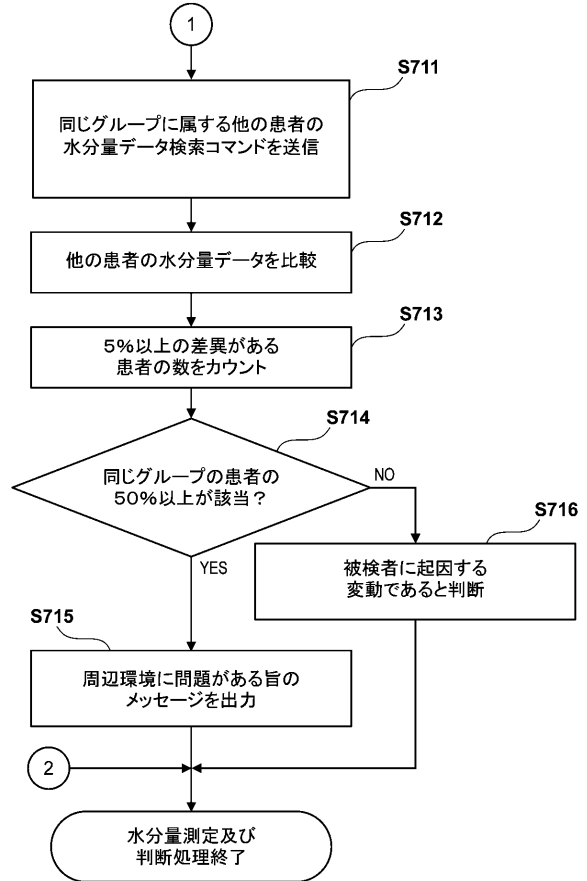 1
S711
同じグループに属する他の患者の
水分量データ検索コマンドを送信
S712
他の患者の水分量データを比較
S713
5%以上の差異がある
患者の数をカウント
S714
同じグループの患者の
50%以上が該当?
NO
YES
S716
被検者に起因する
変動であると判断
S715
周辺環境に問題がある旨の
メッセージを出力
2
水分量測定及び
判断処理終了